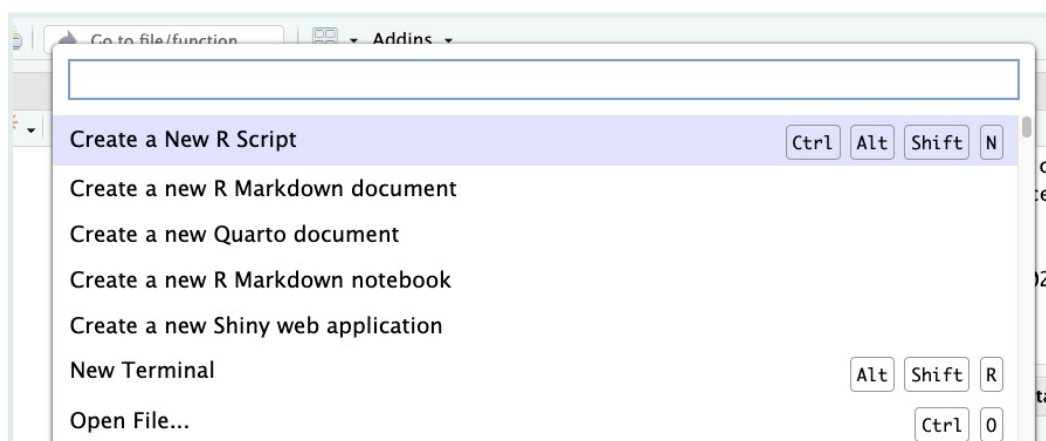 Go to file/function Addins
Create a New R Script Ctrl Alt Shift N
Create a new R Markdown document
Create a new Quarto document
Create a new R Markdown notebook
Create a new Shiny web application
New Terminal Alt Shift R
Open File... Ctrl O